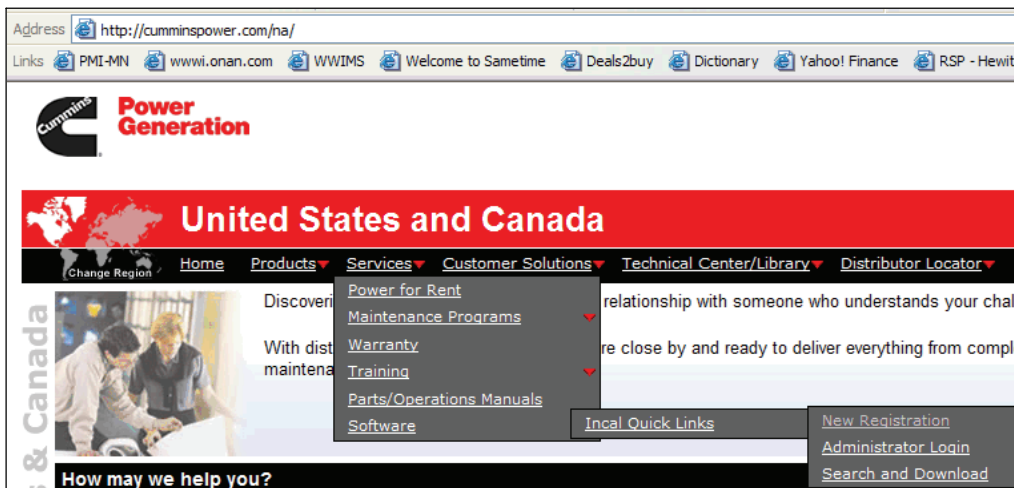 Address http://cumminspower.com/na/
Links PMI-MN wwwi.onan.com WWIMS Welcome to Sametime Deals2buy Dictionary Yahoo! Finance RSP - Hewit
Cummins
Power
Generation
United States and Canada
Change Region Home Products Services Customer Solutions Technical Center/Library Distributor Locator
Discoveri relationship with someone who understands your chal
With dist re close by and ready to deliver everything from compl
maintena
Power for Rent
Maintenance Programs
Warranty
Training
Parts/Operations Manuals
Software
Incal Quick Links
New Registration
Administrator Login
Search and Download
s & Canada
How may we help you?